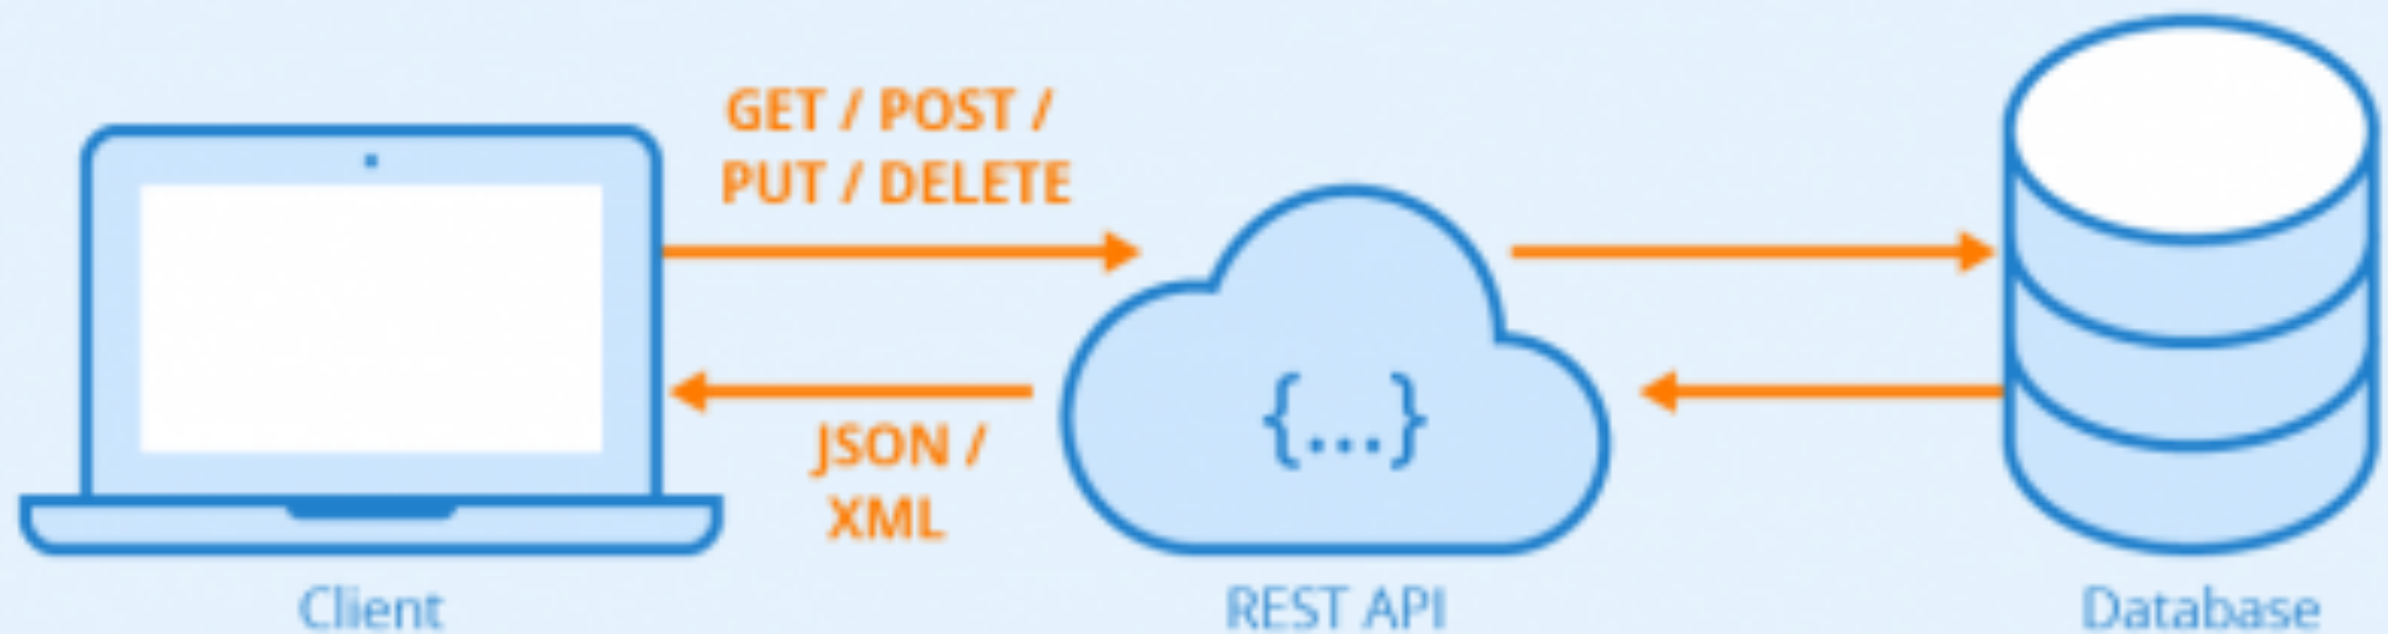 GET / POST /
PUT / DELETE
{...}
JSON /
XML
Client
REST API
Database